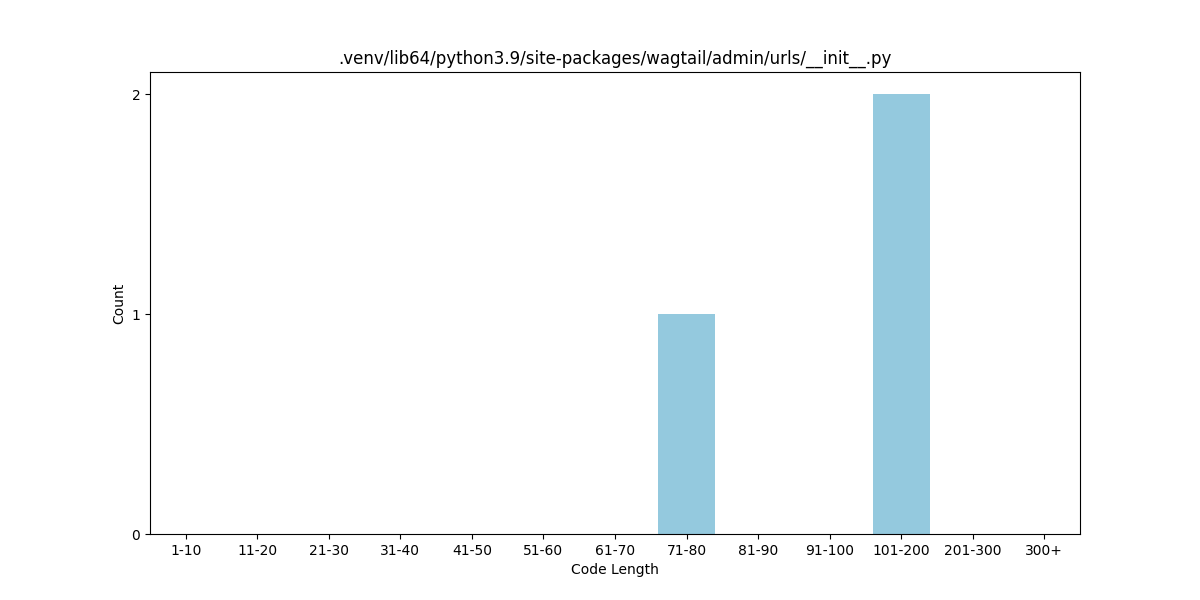 .venv/lib64/python3.9/site-packages/wagtail/admin/urls/__init__.py
2
1
0
Count
1-10 11-20 21-30 31-40 41-50 51-60 61-70 71-80 81-90 91-100 101-200 201-300 300+
Code Length